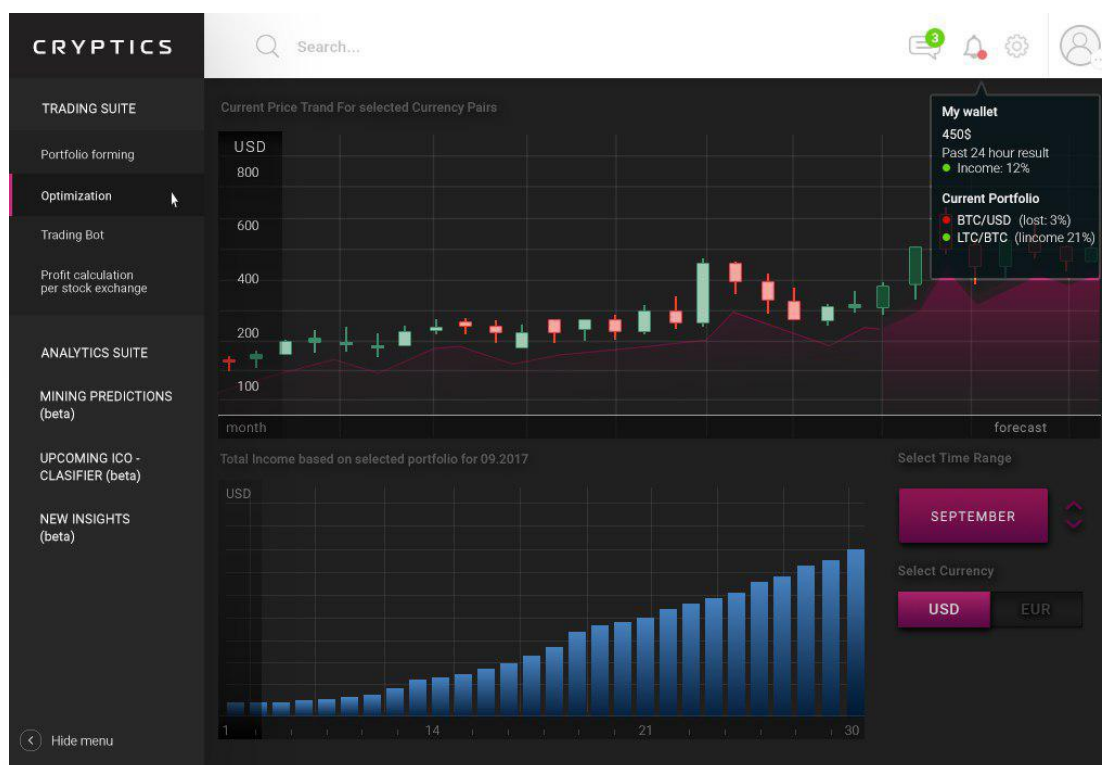 CRYPTICS
Search...
3
TRADING SUITE
Portfolio forming
Optimization
Trading Bot
Profit calculation
per stock exchange
ANALYTICS SUITE
MINING PREDICTIONS
(beta)
UPCOMING ICO -
CLASIFIER (beta)
NEW INSIGHTS
(beta)
Hide menu
Current Price Trand For selected Currency Pairs
USD
800
600
400
200
100
month
forecast
My wallet
450$
Past 24 hour result
Income: 12%
Current Portfolio
BTC/USD (lost: 3%)
LTC/BTC (lincome 21%)
Total Income based on selected portfolio for 09.2017
USD
1
14
21
30
Select Time Range
SEPTEMBER
Select Currency
USD
EUR